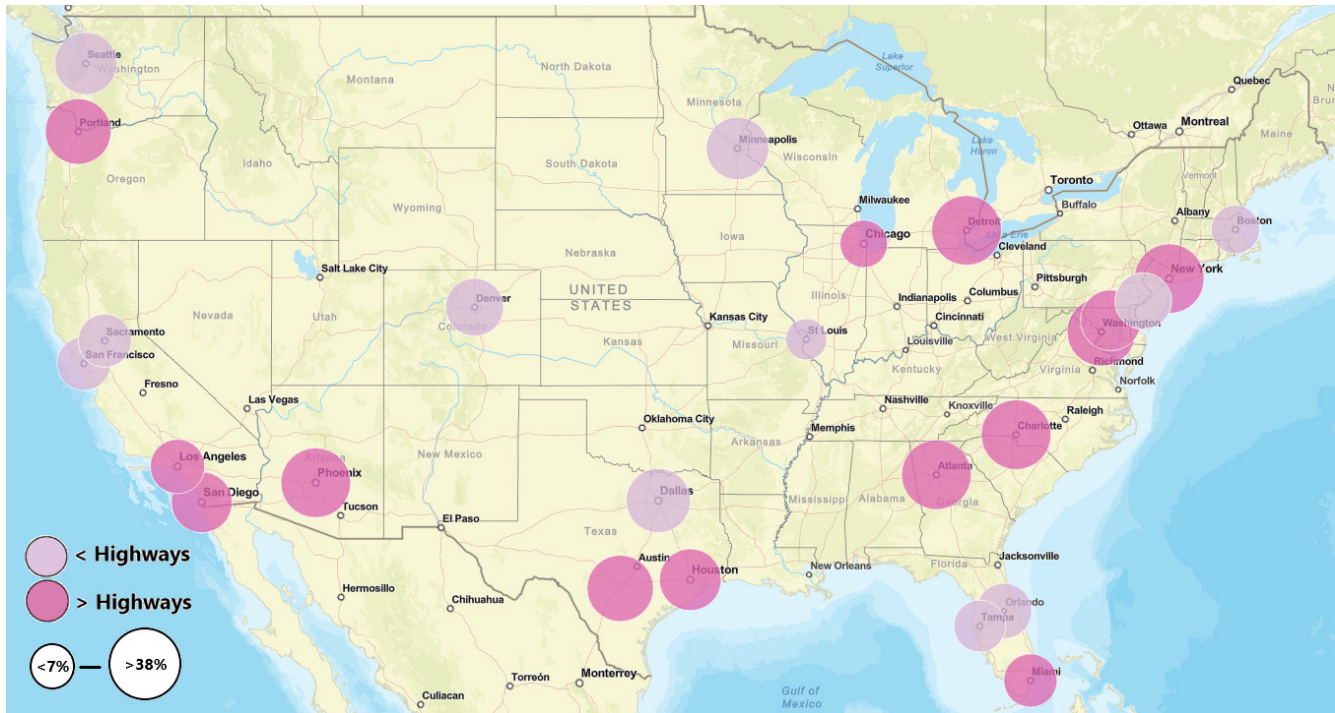 Quebec
Seattle
Washington
Montana
North Dakota
Minnesota
Lake
Superior
Ottawa
Montreal
Maine
Portland
Oregon
Idaho
South Dakota
Minneapolis
Wisconsin
Lake
Huron
Toronto
Vermont
Wyoming
Milwaukee
Buffalo
Albany
Boston
Detroit
Chicago
Lake Erie
Cleveland
Iowa
Nebraska
Salt Lake City
New York
Pittsburgh
UNITED
STATES
Denver
Colorado
Illinois
Indianapolis
Columbus
Nevada
Utah
Kansas City
Cincinnati
Washington
Sacramento
San Francisco
Kansas
Missouri
St Louis
Louisville
West Virginia
Kentucky
Virginia
Richmond
Fresno
Norfolk
Las Vegas
Nashville
Knoxville
Raleigh
Oklahoma City
Memphis
Charlotte
Arkansas
Los Angeles
Arizona
New Mexico
Phoenix
Atlanta
San Diego
Dallas
Mississippi
Alabama
Georgia
Tucson
El Paso
Texas
< Highways
Austin
Houston
New Orleans
Jacksonville
Florida
> Highways
Hermosillo
Chihuahua
Orlando
Tampa
<7%
>38%
Torreón
Monterrey
Miami
Culiacan
Gulf of
Mexico